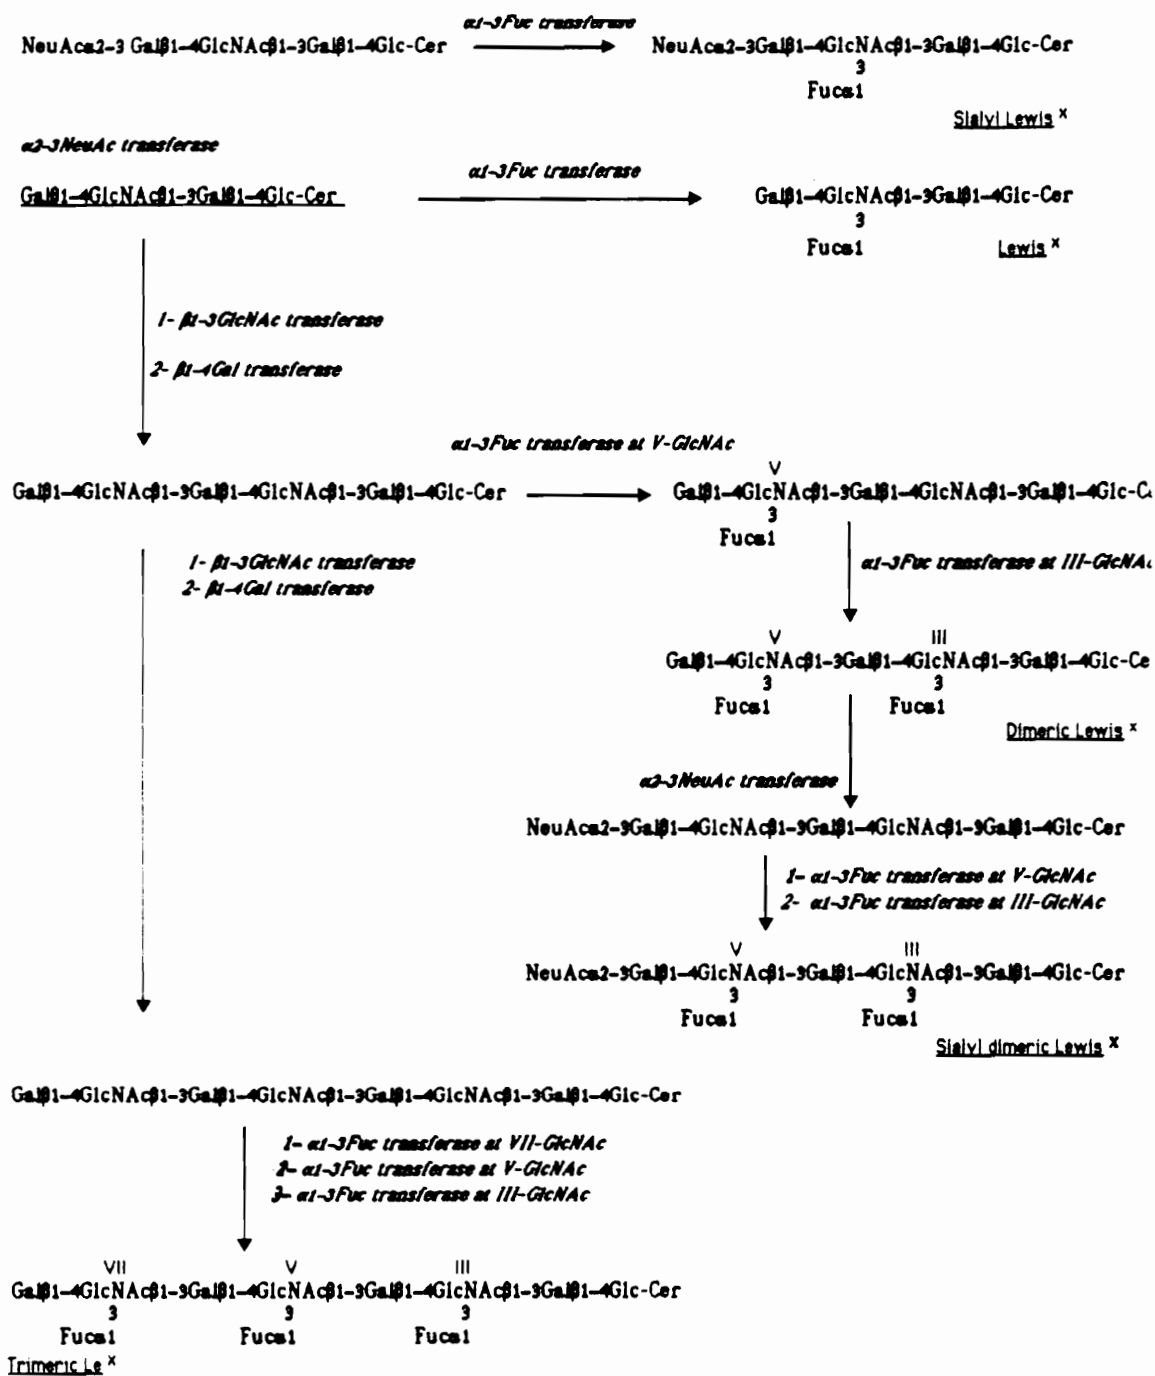 α1-3Fuc transferase
NeuAcα2-3 Galβ1-4GlcNAcβ1-3Galβ1-4Glc-Cer
NeuAcα2-3Galβ1-4GlcNAcβ1-3Galβ1-4Glc-Cer
3
Fucα1
Sialyl Lewis x
α2-3NeuAc transferase
α1-3Fuc transferase
Galβ1-4GlcNAcβ1-3Galβ1-4Glc-Cer
Galβ1-4GlcNAcβ1-3Galβ1-4Glc-Cer
3
Fucα1
Lewis x
1- β1-3GlcNAc transferase
2- β1-4Gal transferase
α1-3Fuc transferase at V-GlcNAc
V
Galβ1-4GlcNAcβ1-3Galβ1-4GlcNAcβ1-3Galβ1-4Glc-Cer
Galβ1-4GlcNAcβ1-3Galβ1-4GlcNAcβ1-3Galβ1-4Glc-C
3
Fucα1
1- β1-3GlcNAc transferase
2- β1-4Gal transferase
α1-3Fuc transferase at III-GlcNA
V III
Galβ1-4GlcNAcβ1-3Galβ1-4GlcNAcβ1-3Galβ1-4Glc-Ce
3 3
Fucα1 Fucα1
Dimeric Lewis x
α2-3NeuAc transferase
NeuAcα2-3Galβ1-4GlcNAcβ1-3Galβ1-4GlcNAcβ1-3Galβ1-4Glc-Cer
1- α1-3Fuc transferase at V-GlcNAc
2- α1-3Fuc transferase at III-GlcNAc
V III
NeuAcα2-3Galβ1-4GlcNAcβ1-3Galβ1-4GlcNAcβ1-3Galβ1-4Glc-Cer
3 3
Fucα1 Fucα1
Sialyl dimeric Lewis x
Galβ1-4GlcNAcβ1-3Galβ1-4GlcNAcβ1-3Galβ1-4GlcNAcβ1-3Galβ1-4Glc-Cer
1- α1-3Fuc transferase at VII-GlcNAc
2- α1-3Fuc transferase at V-GlcNAc
3- α1-3Fuc transferase at III-GlcNAc
VII V III
Galβ1-4GlcNAcβ1-3Galβ1-4GlcNAcβ1-3Galβ1-4GlcNAcβ1-3Galβ1-4Glc-Cer
3 3 3
Fucα1 Fucα1 Fucα1
Trimeric Le x